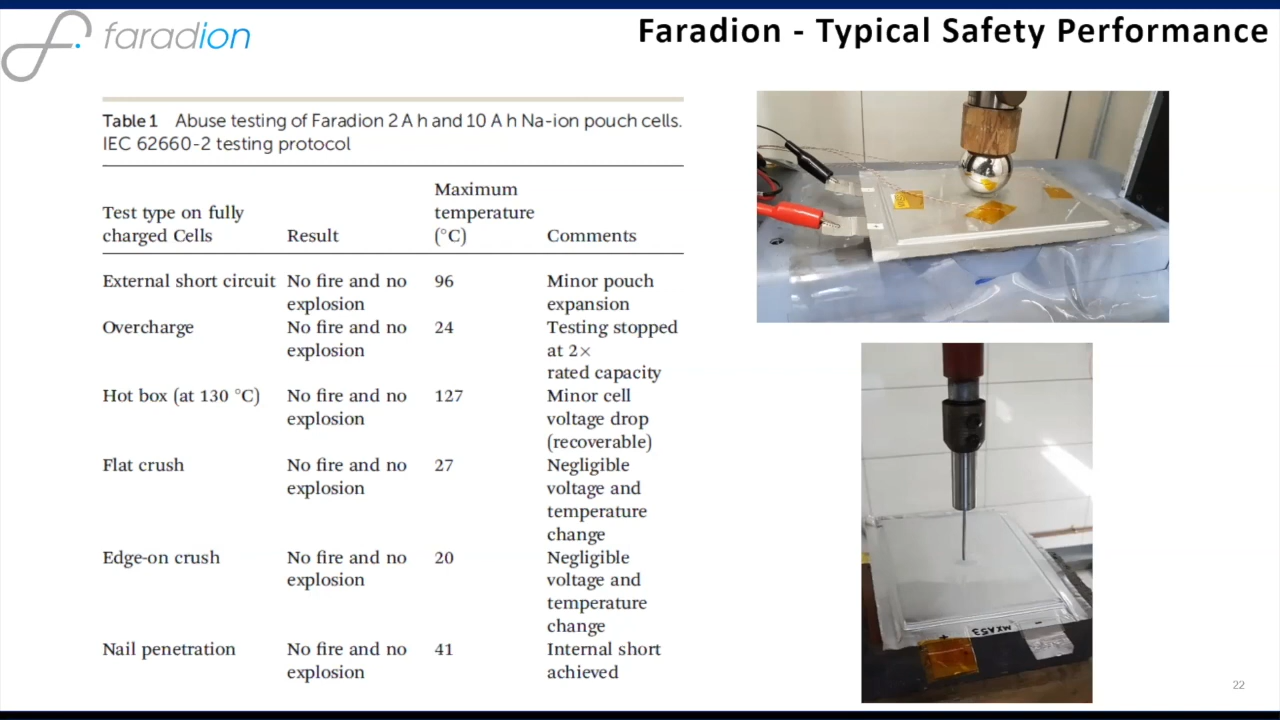 faradion
Faradion - Typical Safety Performance
Table 1 Abuse testing of Faradion 2 A h and 10 A h Na-ion pouch cells.
IEC 62660-2 testing protocol
Test type on fully
charged Cells
Result
Maximum
temperature
(°C)
Comments
External short circuit
No fire and no
explosion
96
Minor pouch
expansion
Overcharge
No fire and no
explosion
24
Testing stopped
at 2×
rated capacity
Hot box (at 130 °C)
No fire and no
explosion
127
Minor cell
voltage drop
(recoverable)
Flat crush
No fire and no
explosion
27
Negligible
voltage and
temperature
change
Edge-on crush
No fire and no
explosion
20
Negligible
voltage and
temperature
change
Nail penetration
No fire and no
explosion
41
Internal short
achieved
+
MXA53
-
22